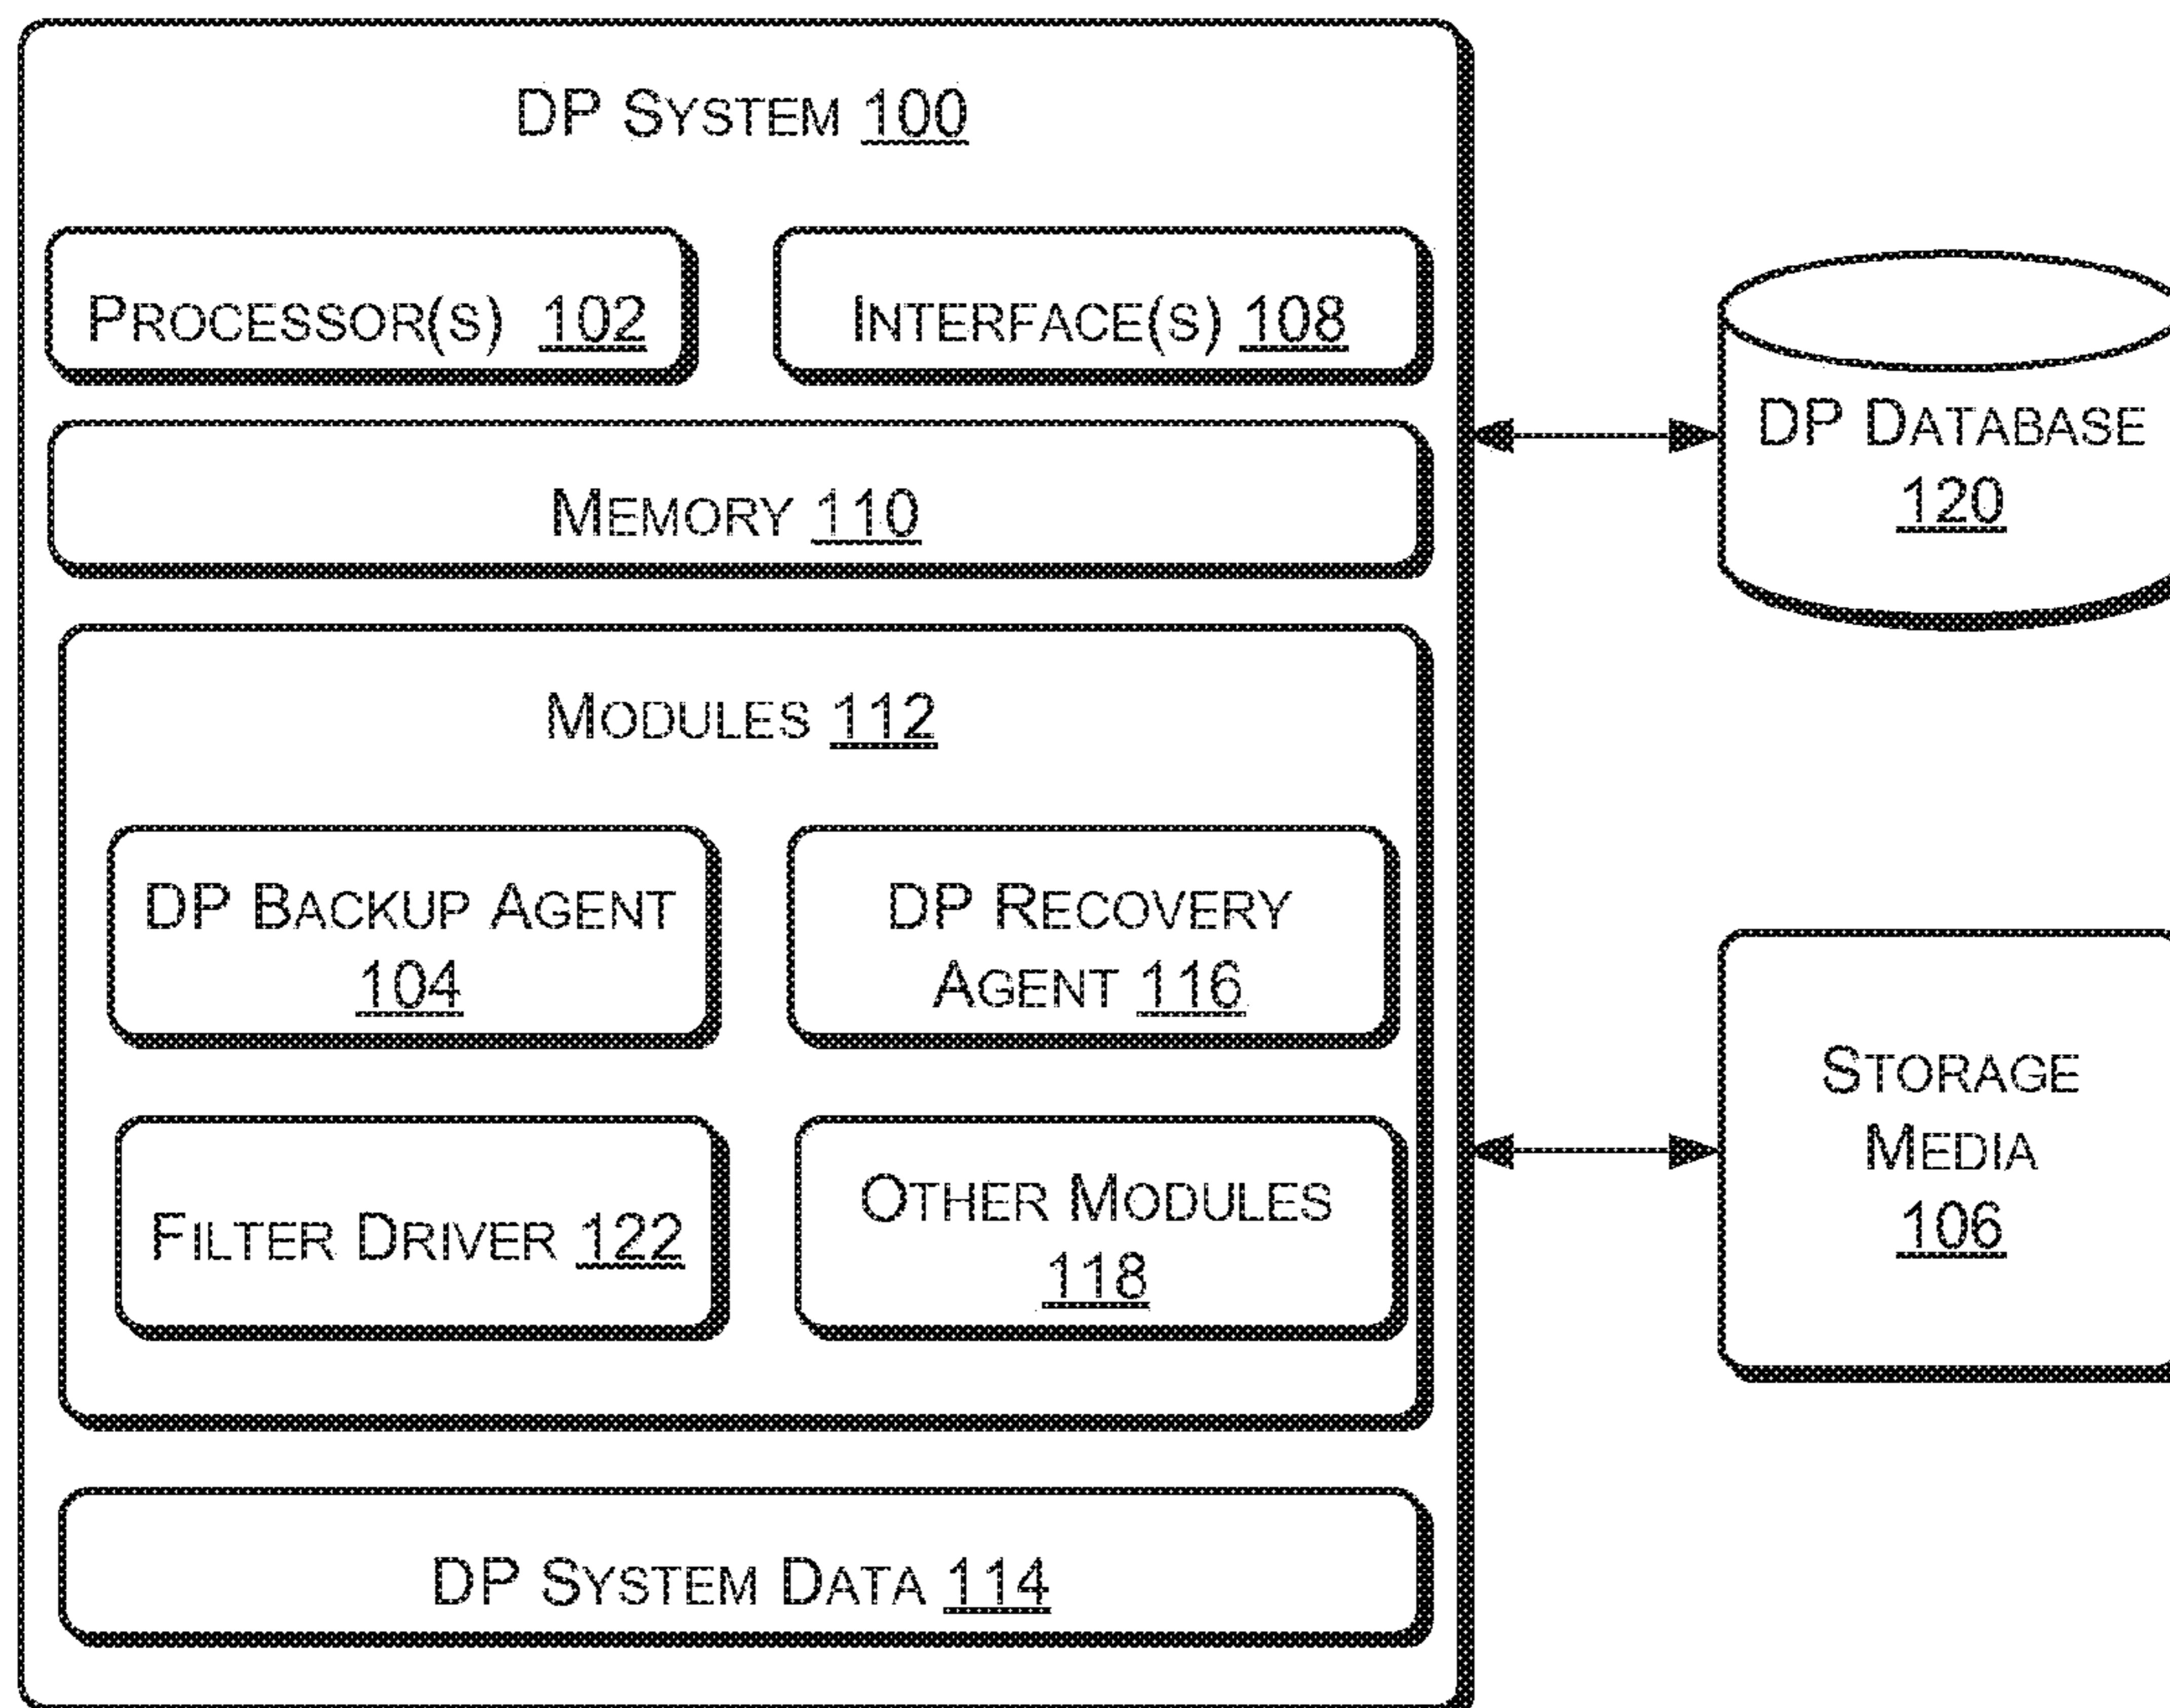 DP SYSTEM 100
PROCESSOR(S) 102
INTERFACE(S) 108
MEMORY 110
MODULES 112
DP BACKUP AGENT
104
DP RECOVERY
AGENT 116
FILTER DRIVER 122
OTHER MODULES
118
DP SYSTEM DATA 114
DP DATABASE
120
STORAGE
MEDIA
106